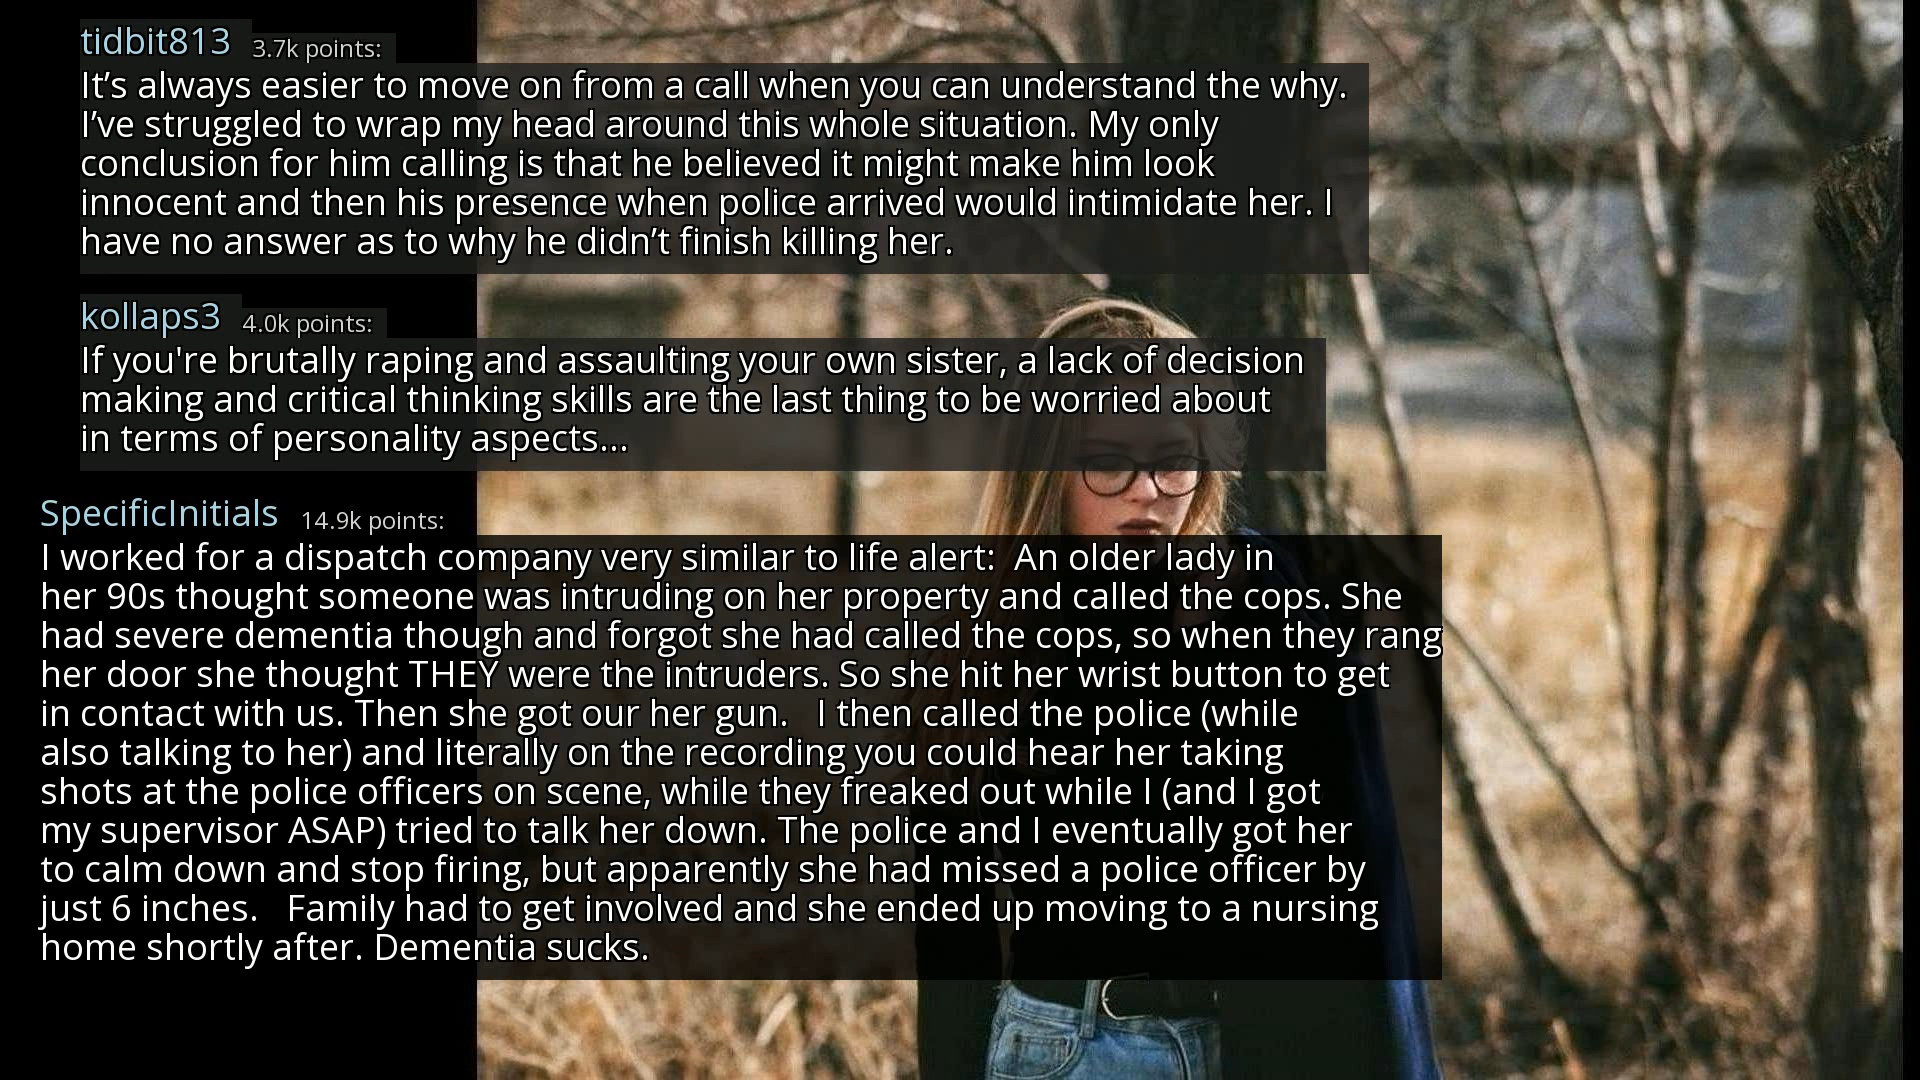 tidbit813 3.7k points:
It’s always easier to move on from a call when you can understand the why.
I’ve struggled to wrap my head around this whole situation. My only
conclusion for him calling is that he believed it might make him look
innocent and then his presence when police arrived would intimidate her. I
have no answer as to why he didn’t finish killing her.
kollaps3 4.0k points:
If you're brutally raping and assaulting your own sister, a lack of decision
making and critical thinking skills are the last thing to be worried about
in terms of personality aspects...
SpecificInitials 14.9k points:
I worked for a dispatch company very similar to life alert:  An older lady in
her 90s thought someone was intruding on her property and called the cops. She
had severe dementia though and forgot she had called the cops, so when they rang
her door she thought THEY were the intruders. So she hit her wrist button to get
in contact with us. Then she got our her gun.   I then called the police (while
also talking to her) and literally on the recording you could hear her taking
shots at the police officers on scene, while they freaked out while I (and I got
my supervisor ASAP) tried to talk her down. The police and I eventually got her
to calm down and stop firing, but apparently she had missed a police officer by
just 6 inches.   Family had to get involved and she ended up moving to a nursing
home shortly after. Dementia sucks.